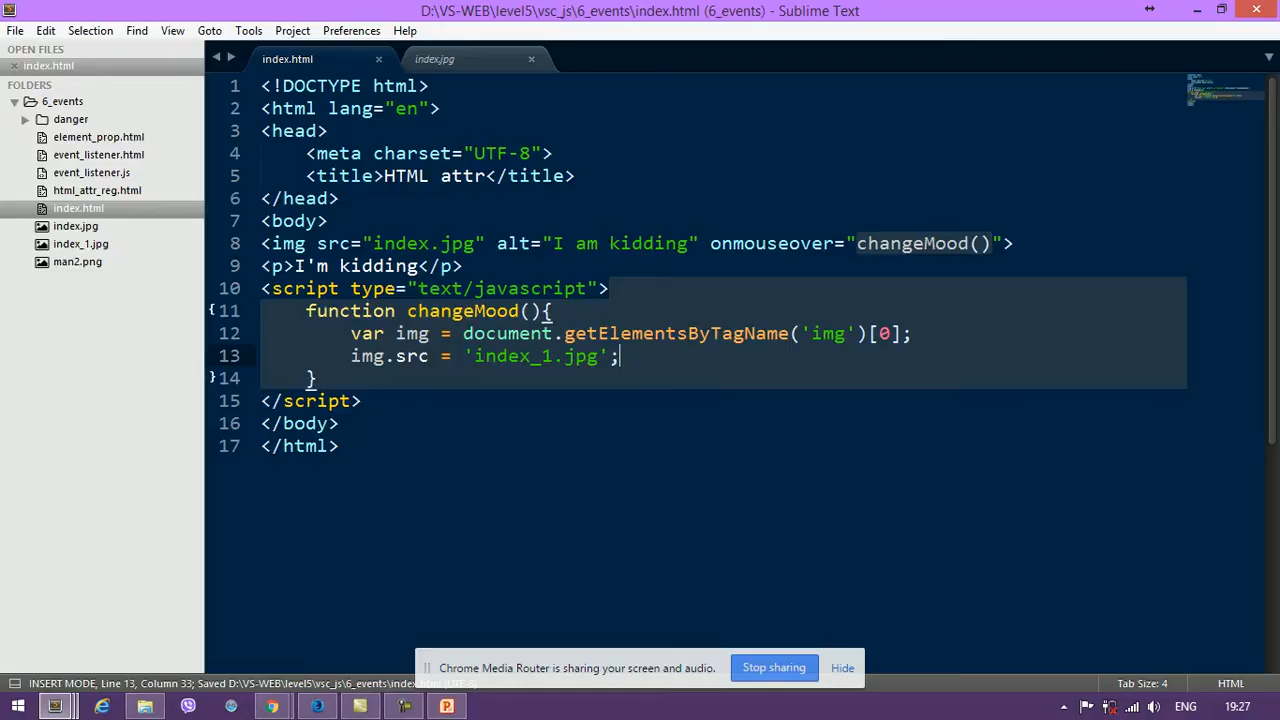 D:\VS-WEB\level5\vsc_js\6_events\index.html (6_events) - Sublime Text
File Edit Selection Find View Goto Tools Project Preferences Help
OPEN FILES
index.html
FOLDERS
6_events
danger
element_prop.html
event_listener.html
event_listener.js
html_attr_reg.html
index.html
index.jpg
index_1.jpg
man2.png
index.html index.jpg
1 <!DOCTYPE html>
2 <html lang="en">
3 <head>
4 <meta charset="UTF-8">
5 <title>HTML attr</title>
6 </head>
7 <body>
8 <img src="index.jpg" alt="I am kidding" onmouseover="changeMood()">
9 <p>I'm kidding</p>
10 <script type="text/javascript">
11 function changeMood(){
12 var img = document.getElementsByTagName('img')[0];
13 img.src = 'index_1.jpg';
14 }
15 </script>
16 </body>
17 </html>
Chrome Media Router is sharing your screen and audio. Stop sharing Hide
INSERT MODE, Line 13, Column 33; Saved D:\VS-WEB\level5\vsc_js\6_events\index.html (UTF-8) Tab Size: 4 HTML
ENG 19:27